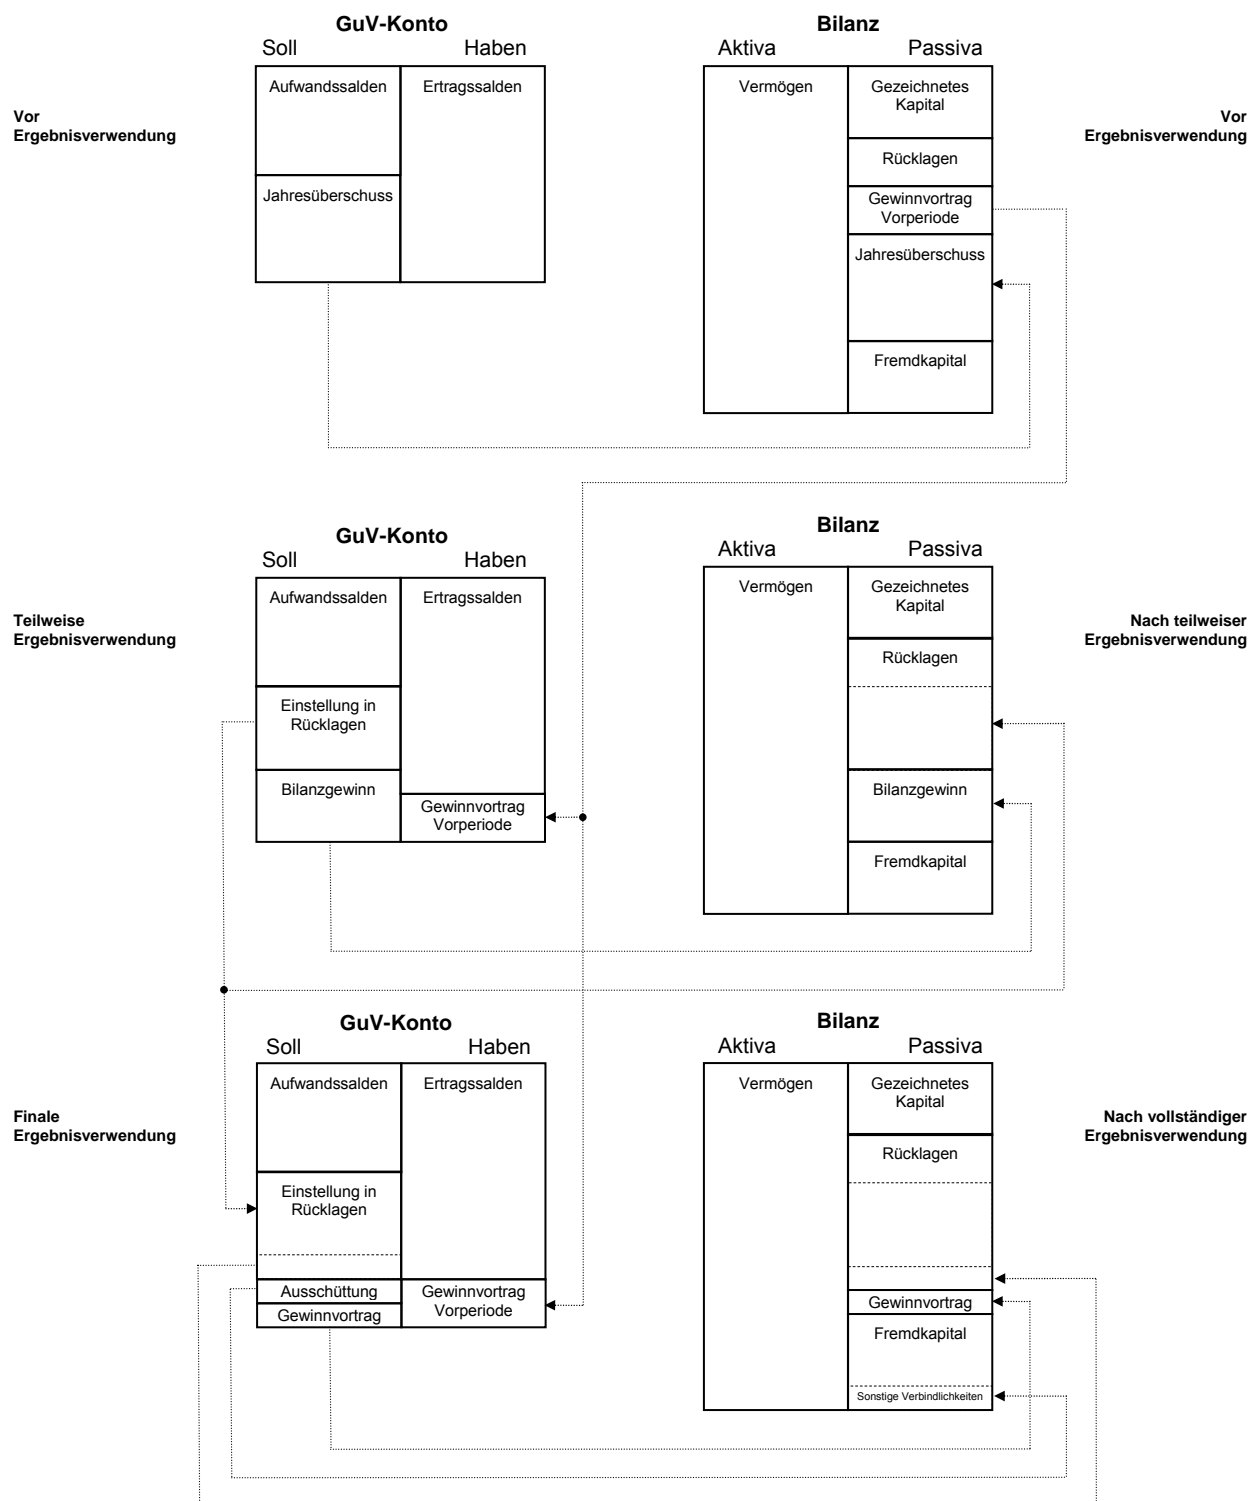 GuV-Konto
Soll
Haben
Bilanz
Aktiva
Passiva
Vor
Ergebnisverwendung
Aufwandssalden
Ertragssalden
Jahresüberschuss
Vermögen
Gezeichnetes
Kapital
Rücklagen
Gewinnvortrag
Vorperiode
Jahresüberschuss
Fremdkapital
Vor
Ergebnisverwendung
GuV-Konto
Soll
Haben
Bilanz
Aktiva
Passiva
Teilweise
Ergebnisverwendung
Aufwandssalden
Ertragssalden
Einstellung in
Rücklagen
Bilanzgewinn
Gewinnvortrag
Vorperiode
Vermögen
Gezeichnetes
Kapital
Rücklagen
Bilanzgewinn
Fremdkapital
Nach teilweiser
Ergebnisverwendung
GuV-Konto
Soll
Haben
Bilanz
Aktiva
Passiva
Finale
Ergebnisverwendung
Aufwandssalden
Ertragssalden
Einstellung in
Rücklagen
Ausschüttung
Gewinnvortrag
Gewinnvortrag
Vorperiode
Vermögen
Gezeichnetes
Kapital
Rücklagen
Gewinnvortrag
Fremdkapital
Sonstige Verbindlichkeiten
Nach vollständiger
Ergebnisverwendung